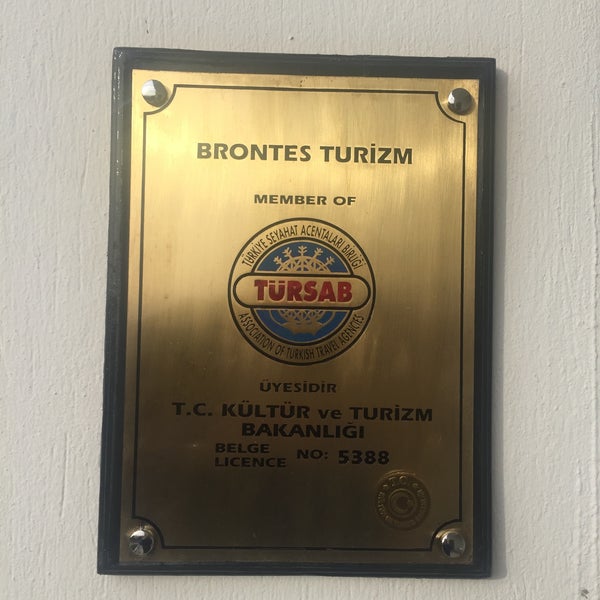 BRONTES TURİZM
MEMBER OF
TÜRKİYE SEYAHAT ACENTALARI BİRLİĞİ
TÜRSAB
ASSOCIATION OF TURKISH TRAVEL AGENCIES
ÜYESİDİR
T.C. KÜLTÜR ve TURİZM
BAKANLIĞI
BELGE
LICENCE NO: 5388